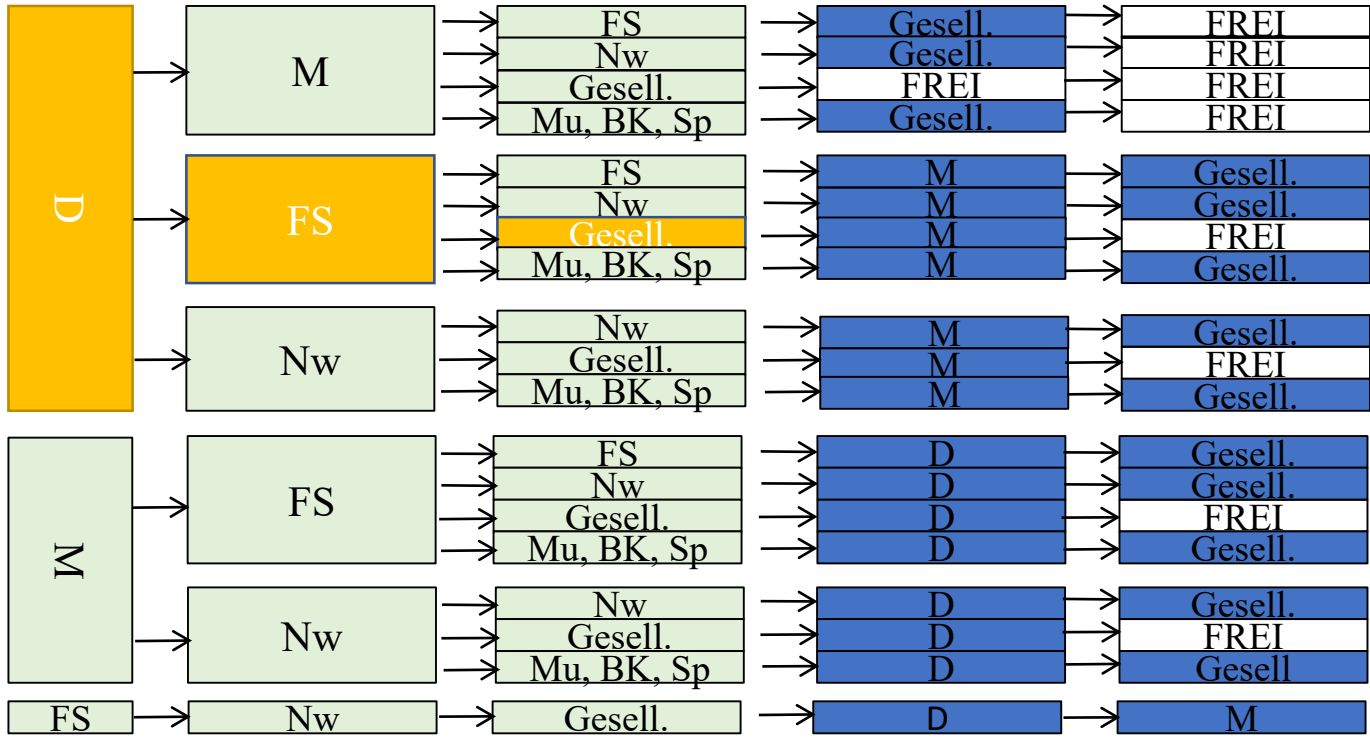 D
M
FS
Gesell.
FREI
Nw
Gesell.
FREI
Gesell.
FREI
FREI
Mu, BK, Sp
Gesell.
FREI
FS
FS
M
Gesell.
Nw
M
Gesell.
Gesell.
M
FREI
Mu, BK, Sp
M
Gesell.
Nw
Nw
M
Gesell.
Gesell.
M
FREI
Mu, BK, Sp
M
Gesell.
M
FS
FS
D
Gesell.
Nw
D
Gesell.
Gesell.
D
FREI
Mu, BK, Sp
D
Gesell.
Nw
Nw
D
Gesell.
Gesell.
D
FREI
Mu, BK, Sp
D
Gesell
FS
Nw
Gesell.
D
M